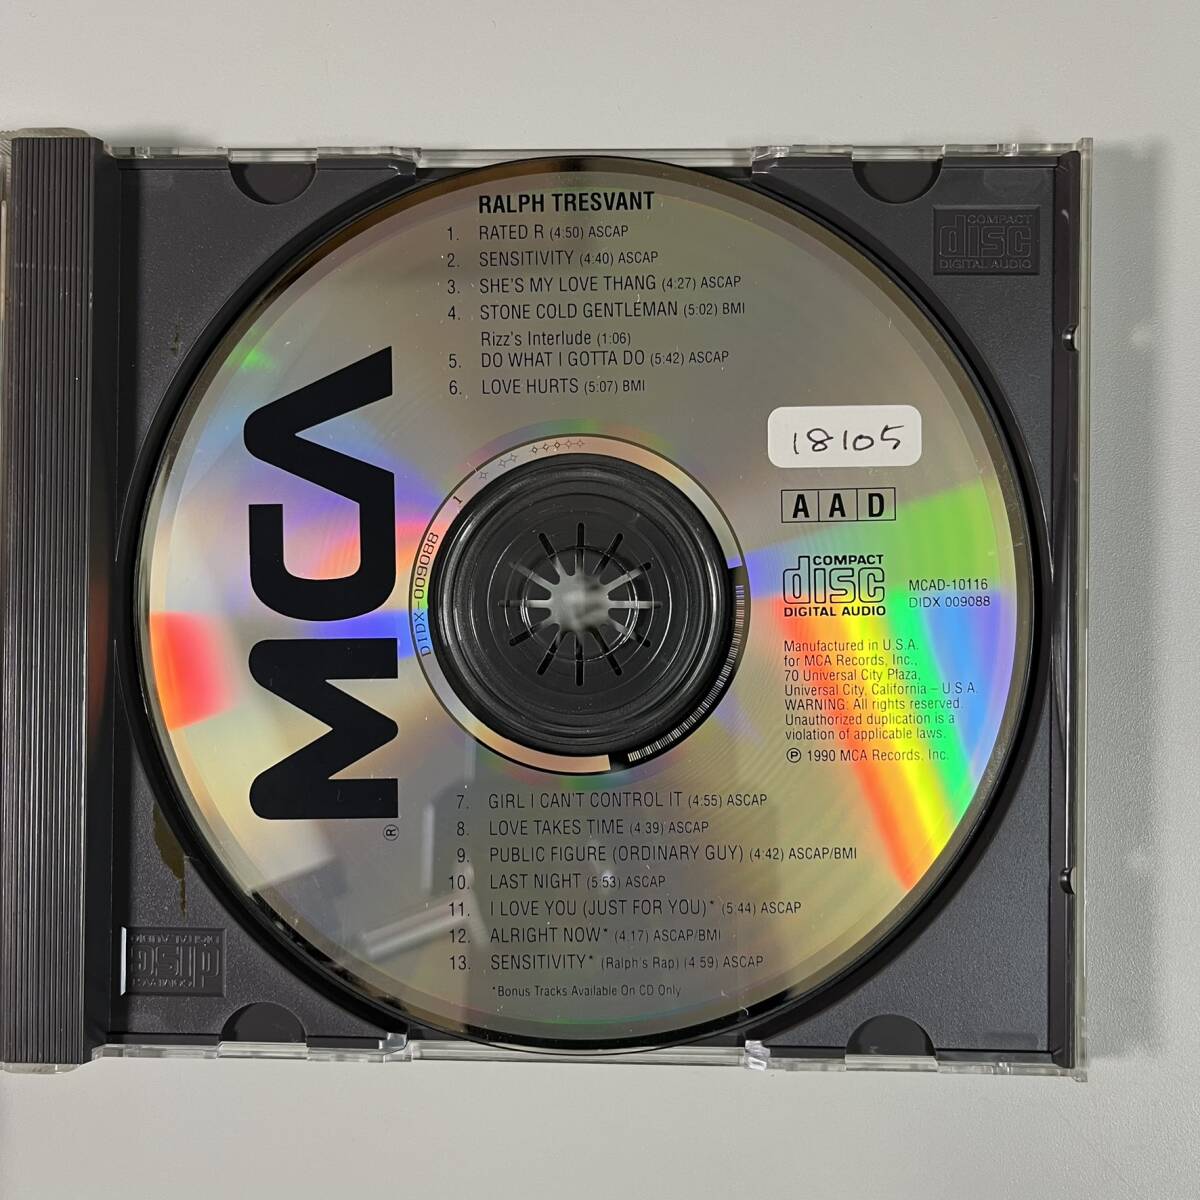 RALPH TRESVANT
1. RATED R (4:50) ASCAP
2. SENSITIVITY (4:40) ASCAP
3. SHE'S MY LOVE THANG (4:27) ASCAP
4. STONE COLD GENTLEMAN (5:02) BMI
Rizz's Interlude (1:06)
5. DO WHAT I GOTTA DO (5:42) ASCAP
6. LOVE HURTS (5:07) BMI
MCA
®
18105
A A D
COMPACT
disc
DIGITAL AUDIO
MCAD-10116
DIDX 009088
Manufactured in U.S.A.
for MCA Records, Inc.,
70 Universal City Plaza,
Universal City, California – U.S.A.
WARNING: All rights reserved.
Unauthorized duplication is a
violation of applicable laws.
℗ 1990 MCA Records, Inc.
DIDX-009088 1
7. GIRL I CAN'T CONTROL IT (4:55) ASCAP
8. LOVE TAKES TIME (4:39) ASCAP
9. PUBLIC FIGURE (ORDINARY GUY) (4:42) ASCAP/BMI
10. LAST NIGHT (5:53) ASCAP
11. I LOVE YOU (JUST FOR YOU)* (5:44) ASCAP
12. ALRIGHT NOW* (4:17) ASCAP/BMI
13. SENSITIVITY* (Ralph's Rap) (4:59) ASCAP
*Bonus Tracks Available On CD Only
COMPACT
disc
DIGITAL AUDIO
COMPACT
disc
DIGITAL AUDIO